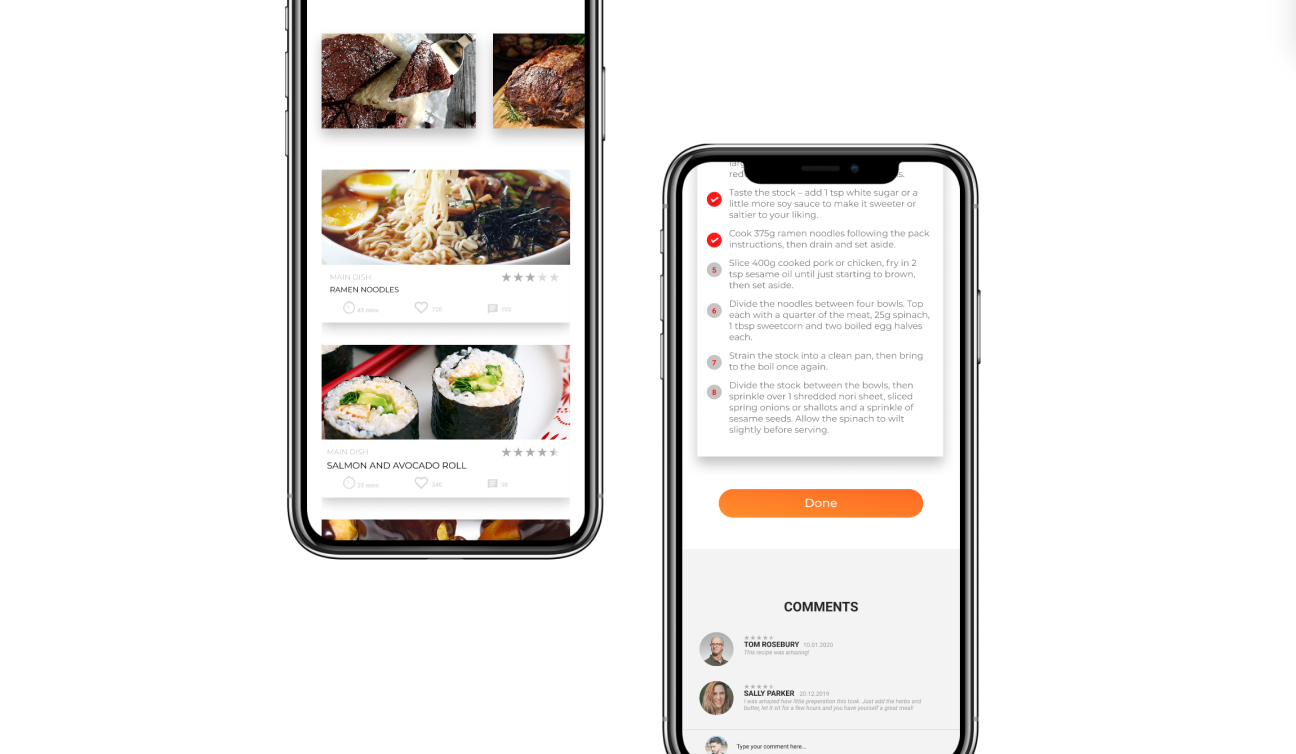 MAIN DISH
RAMEN NOODLES
45 mins
MAIN DISH
SALMON AND AVOCADO ROLL
25 mins
98
Taste the stock – add 1 tsp white sugar or a
little more soy sauce to make it sweeter or
saltier to your liking.
Cook 375g ramen noodles following the pack
instructions, then drain and set aside.
5
Slice 400g cooked pork or chicken, fry in 2
tsp sesame oil until just starting to brown,
then set aside.
6
Divide the noodles between four bowls. Top
each with a quarter of the meat, 25g spinach,
1 tbsp sweetcorn and two boiled egg halves
each.
7
Strain the stock into a clean pan, then bring
to the boil once again.
8
Divide the stock between the bowls, then
sprinkle over 1 shredded nori sheet, sliced
spring onions or shallots and a sprinkle of
sesame seeds. Allow the spinach to wilt
slightly before serving.
Done
COMMENTS
TOM ROSEBURY 10.01.2020
This recipe was amazing!
SALLY PARKER 20.12.2019
I was amazed how little preperation this took. Just add the herbs and
butter, let it sit for a few hours and you have yourself a great meal!
Type your comment here...